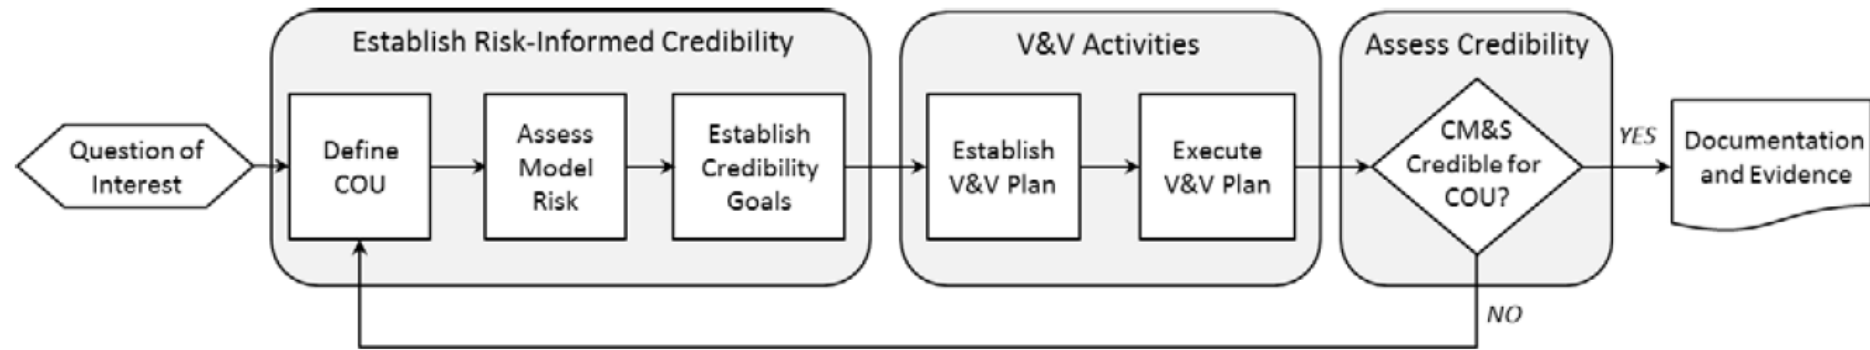 Establish Risk-Informed Credibility
V&V Activities
Assess Credibility
Question of
Interest
Define
COU
Assess
Model
Risk
Establish
Credibility
Goals
Establish
V&V Plan
Execute
V&V Plan
CM&S
Credible for
COU?
YES
Documentation
and Evidence
NO